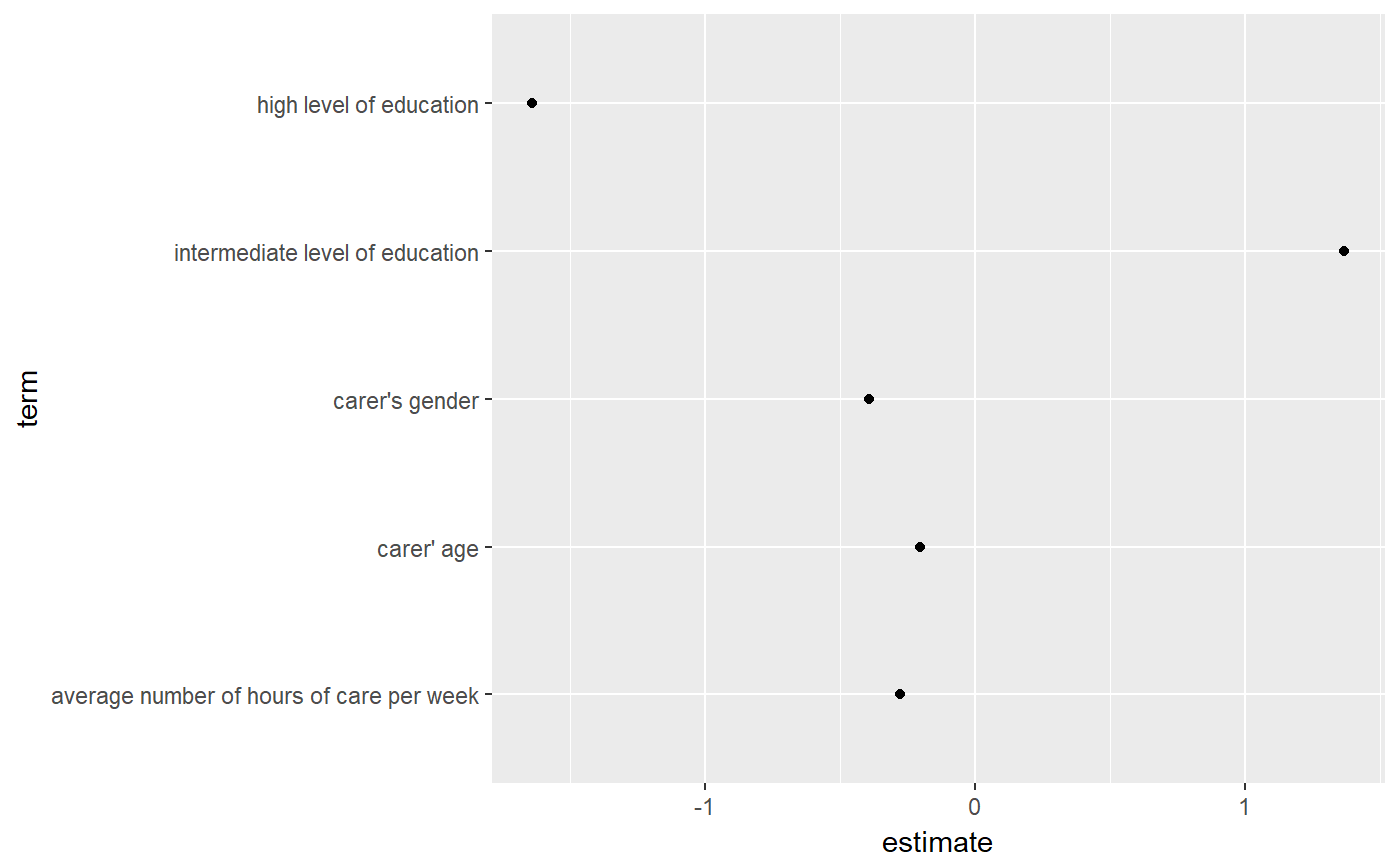 high level of education
intermediate level of education
carer's gender
carer' age
average number of hours of care per week
term
-1 0 1
estimate